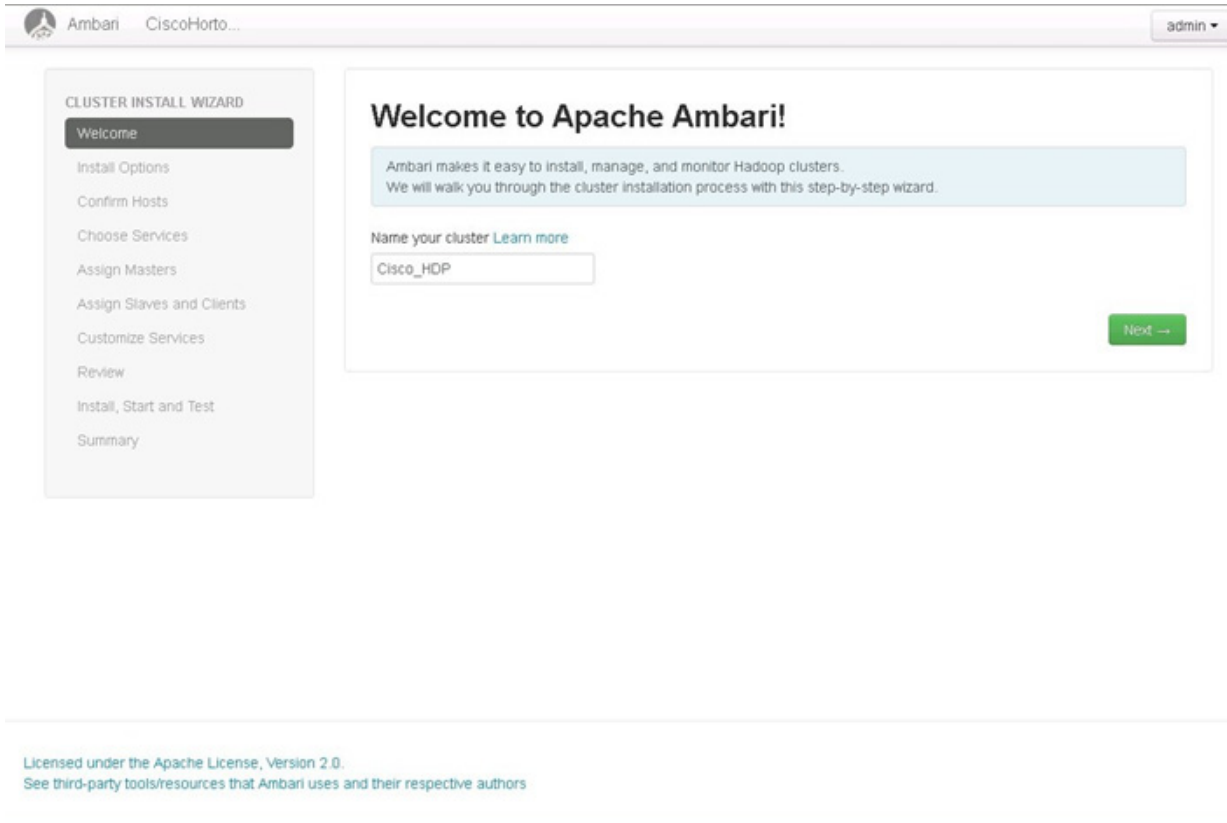 Ambari CiscoHorto... admin
CLUSTER INSTALL WIZARD
Welcome
Install Options
Confirm Hosts
Choose Services
Assign Masters
Assign Slaves and Clients
Customize Services
Review
Install, Start and Test
Summary
Welcome to Apache Ambari!
Ambari makes it easy to install, manage, and monitor Hadoop clusters.
We will walk you through the cluster installation process with this step-by-step wizard.
Name your cluster Learn more
Cisco_HDP
Next →
Licensed under the Apache License, Version 2.0.
See third-party tools/resources that Ambari uses and their respective authors